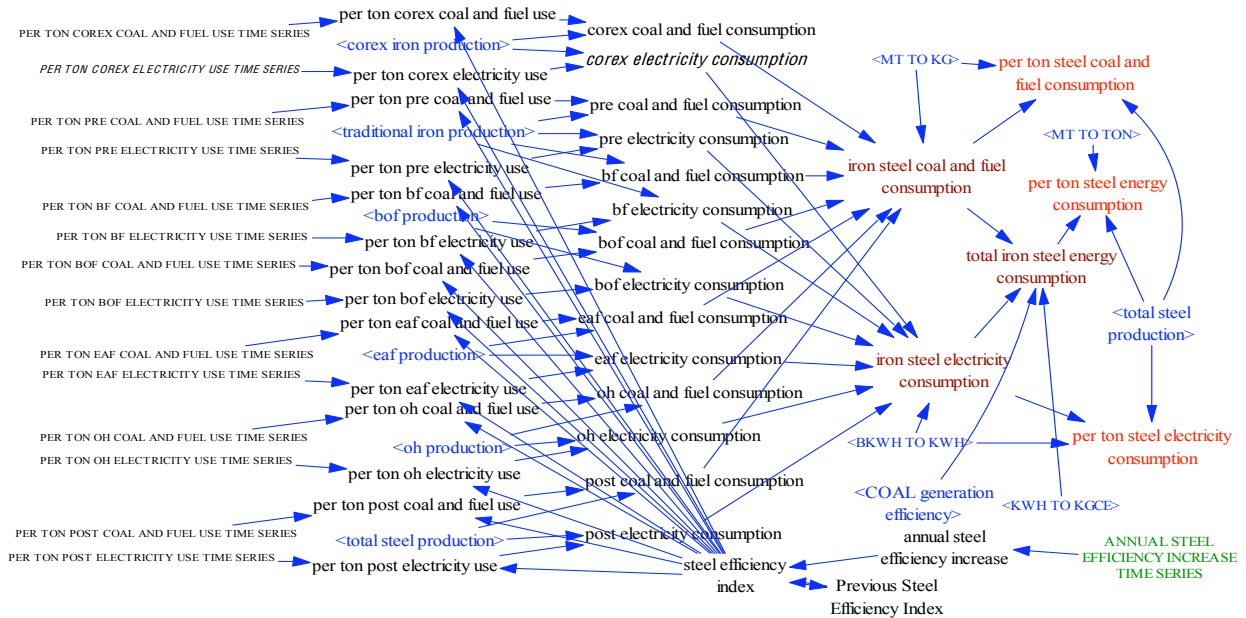 PER TON COREX COAL AND FUEL USE TIME SERIES
PER TON COREX ELECTRICITY USE TIME SERIES
PER TON PRE COAL AND FUEL USE TIME SERIES
PER TON PRE ELECTRICITY USE TIME SERIES
PER TON BF COAL AND FUEL USE TIME SERIES
PER TON BF ELECTRICITY USE TIME SERIES
PER TON BOF COAL AND FUEL USE TIME SERIES
PER TON BOF ELECTRICITY USE TIME SERIES
PER TON EAF COAL AND FUEL USE TIME SERIES
PER TON EAF ELECTRICITY USE TIME SERIES
PER TON OH COAL AND FUEL USE TIME SERIES
PER TON OH ELECTRICITY USE TIME SERIES
PER TON POST COAL AND FUEL USE TIME SERIES
PER TON POST ELECTRICITY USE TIME SERIES
per ton corex coal and fuel use
<corex iron production>
per ton corex electricity use
per ton pre coal and fuel use
<traditional iron production>
per ton pre electricity use
per ton bf coal and fuel use
<bof production>
per ton bf electricity use
per ton bof coal and fuel use
per ton bof electricity use
per ton eaf coal and fuel use
<eaf production>
per ton eaf electricity use
per ton oh coal and fuel use
<oh production>
per ton oh electricity use
per ton post coal and fuel use
<total steel production>
per ton post electricity use
corex coal and fuel consumption
corex electricity consumption
pre coal and fuel consumption
pre electricity consumption
bf coal and fuel consumption
bf electricity consumption
bof coal and fuel consumption
bof electricity consumption
eaf coal and fuel consumption
eaf electricity consumption
oh coal and fuel consumption
oh electricity consumption
post coal and fuel consumption
post electricity consumption
steel efficiency
index
<MT TO KG>
iron steel coal and fuel
consumption
iron steel electricity
consumption
<BKWH TO KWH>
<COAL generation
efficiency>
annual steel
efficiency increase
Previous Steel
Efficiency Index
per ton steel coal and
fuel consumption
<MT TO TON>
per ton steel energy
consumption
total iron steel energy
consumption
<total steel
production>
per ton steel electricity
consumption
<KWH TO KGCE>
ANNUAL STEEL
EFFICIENCY INCREASE
TIME SERIES